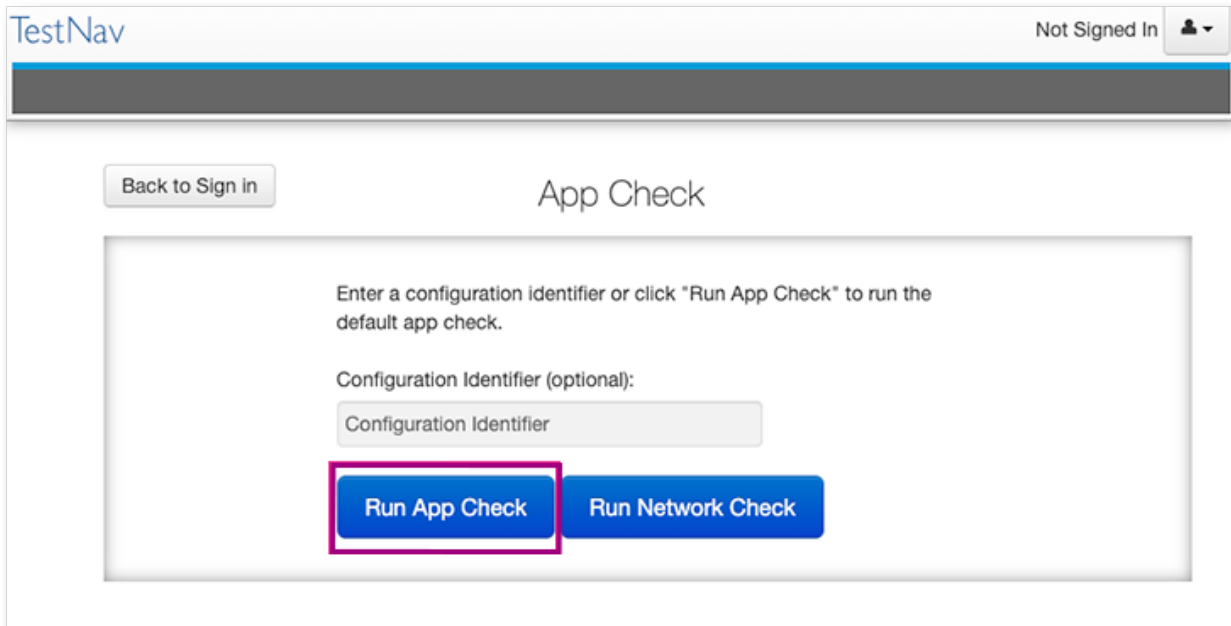 TestNav
Not Signed In
Back to Sign in
App Check
Enter a configuration identifier or click "Run App Check" to run the
default app check.
Configuration Identifier (optional):
Configuration Identifier
Run App Check
Run Network Check